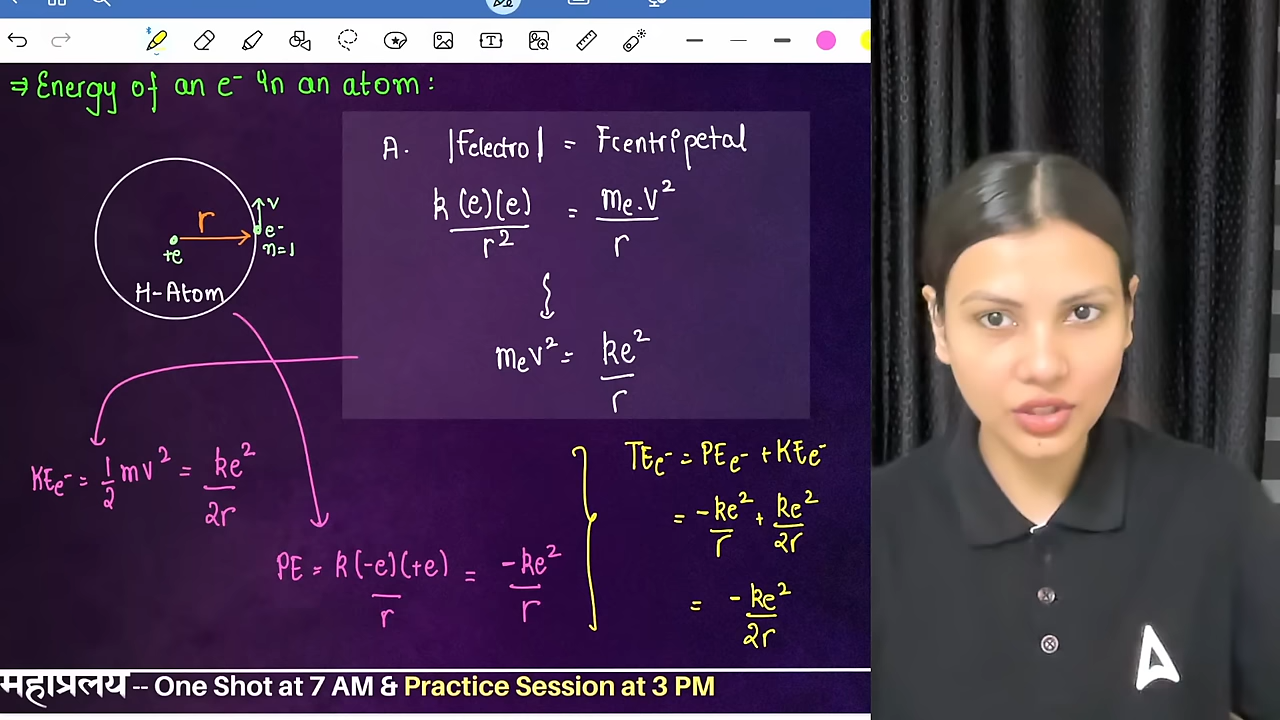 ⇒ Energy of an e⁻ in an atom:
A. |Felectro| = Fcentripetal
k(e)(e)/r² = me.v²/r
mev² = ke²/r
r
v
e⁻
n=1
+e
H-Atom
KEe⁻ = 1/2 mv² = ke²/2r
PE = k(-e)(+e)/r = -ke²/r
TEe⁻ = PEe⁻ + KEe⁻
= -ke²/r + ke²/2r
= -ke²/2r
महाप्रलय -- One Shot at 7 AM & Practice Session at 3 PM